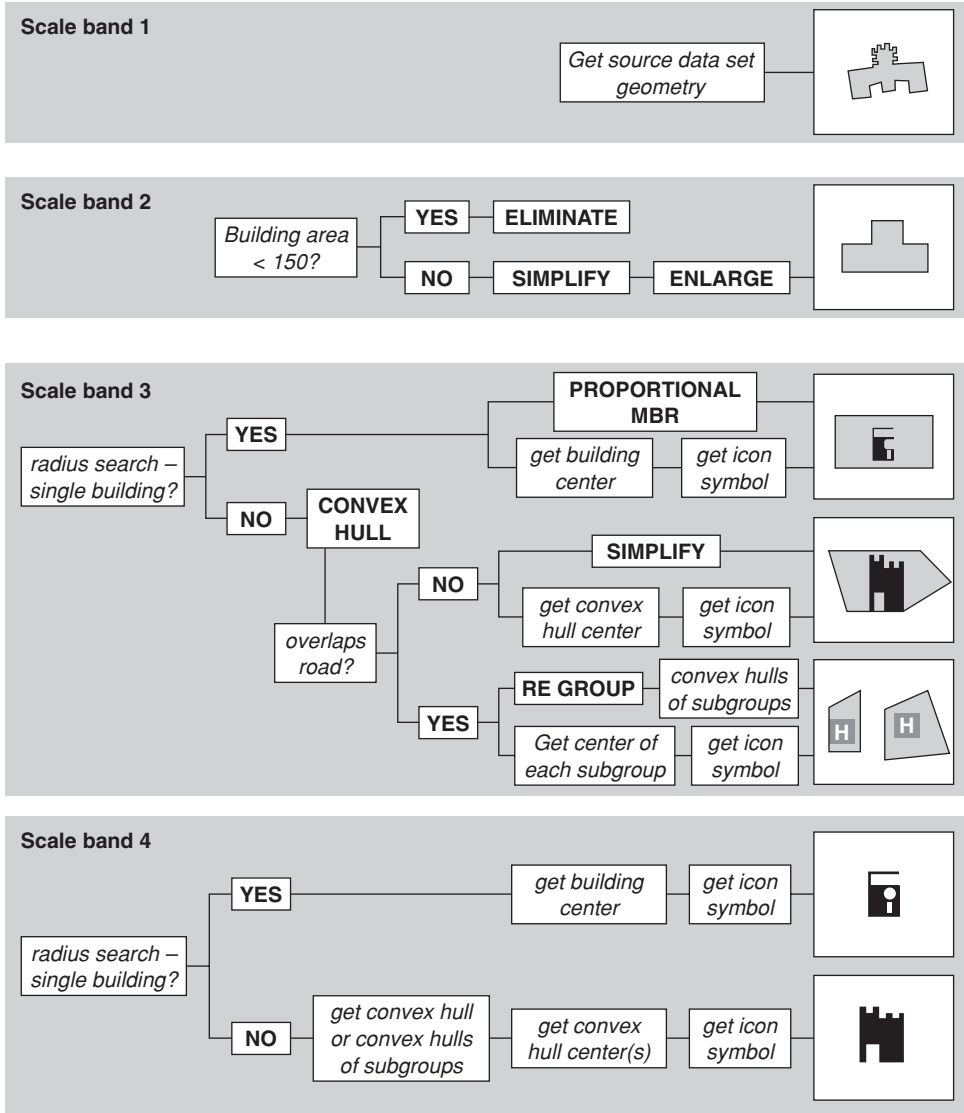 Scale band 1
Get source data set
geometry
Scale band 2
Building area
< 150?
YES
ELIMINATE
NO
SIMPLIFY
ENLARGE
Scale band 3
radius search –
single building?
YES
PROPORTIONAL
MBR
get building
center
get icon
symbol
NO
CONVEX
HULL
overlaps
road?
NO
SIMPLIFY
get convex
hull center
get icon
symbol
YES
RE GROUP
convex hulls
of subgroups
Get center of
each subgroup
get icon
symbol
H
H
Scale band 4
radius search –
single building?
YES
get building
center
get icon
symbol
NO
get convex hull
or convex hulls
of subgroups
get convex
hull center(s)
get icon
symbol